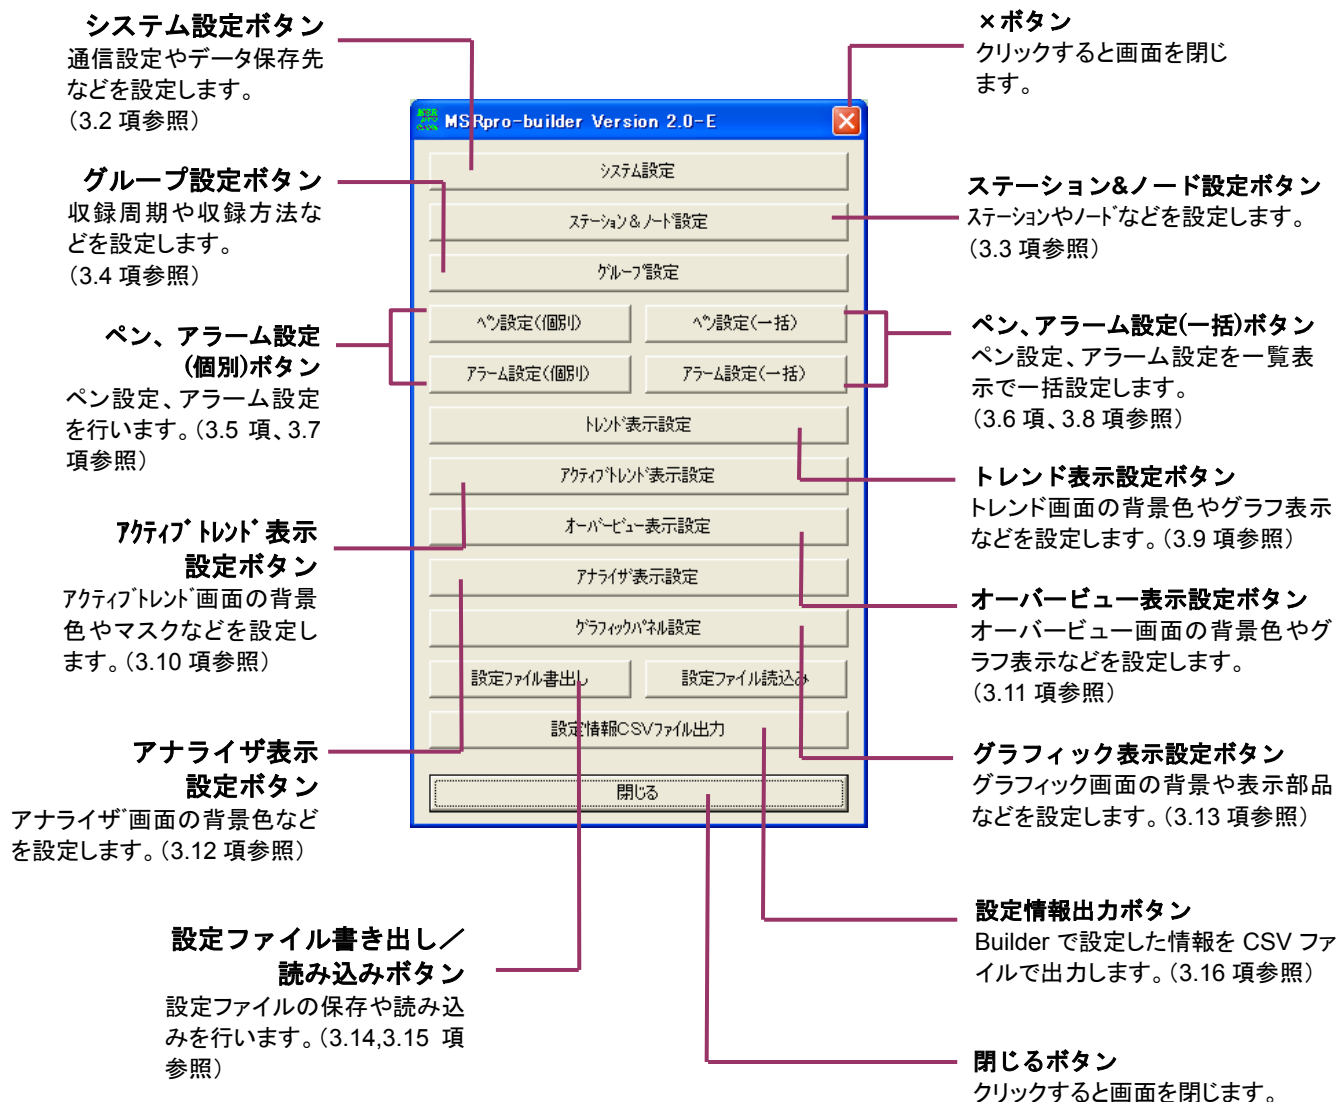 システム設定ボタン
通信設定やデータ保存先
などを設定します。
（3.2 項参照）
グループ設定ボタン
収録周期や収録方法な
どを設定します。
（3.4 項参照）
ペン、アラーム設定
(個別)ボタン
ペン設定、アラーム設定
を行います。（3.5 項、3.7
項参照）
ｱｸﾃｨﾌﾞﾄﾚﾝﾄﾞ表示
設定ボタン
ｱｸﾃｨﾌﾞﾄﾚﾝﾄﾞ画面の背景
色やマスクなどを設定し
ます。（3.10 項参照）
アナライザ表示
設定ボタン
アナライザ画面の背景色など
を設定します。（3.12 項参照）
設定ファイル書き出し／
読み込みボタン
設定ファイルの保存や読み込
みを行います。（3.14,3.15 項
参照）
MSRpro-builder Version 2.0-E
ｼｽﾃﾑ設定
ｽﾃｰｼｮﾝ＆ﾉｰﾄﾞ設定
ｸﾞﾙｰﾌﾟ設定
ﾍﾟﾝ設定(個別)
ﾍﾟﾝ設定(一括)
ｱﾗｰﾑ設定(個別)
ｱﾗｰﾑ設定(一括)
ﾄﾚﾝﾄﾞ表示設定
ｱｸﾃｨﾌﾞﾄﾚﾝﾄﾞ表示設定
ｵｰﾊﾞｰﾋﾞｭｰ表示設定
ｱﾅﾗｲｻﾞ表示設定
ｸﾞﾗﾌｨｯｸﾊﾟﾈﾙ設定
設定ﾌｧｲﾙ書出し
設定ﾌｧｲﾙ読込み
設定情報CSVﾌｧｲﾙ出力
閉じる
×ボタン
クリックすると画面を閉じ
ます。
ステーション&ノード設定ボタン
ｽﾃｰｼｮﾝやﾉｰﾄﾞなどを設定します。
（3.3 項参照）
ペン、アラーム設定(一括)ボタン
ペン設定、アラーム設定を一覧表
示で一括設定します。
（3.6 項、3.8 項参照）
トレンド表示設定ボタン
トレンド画面の背景色やグラフ表示
などを設定します。（3.9 項参照）
オーバービュー表示設定ボタン
オーバービュー画面の背景色やグ
ラフ表示などを設定します。
（3.11 項参照）
グラフィック表示設定ボタン
グラフィック画面の背景や表示部品
などを設定します。（3.13 項参照）
設定情報出力ボタン
Builder で設定した情報を CSV ファ
イルで出力します。（3.16 項参照）
閉じるボタン
クリックすると画面を閉じます。